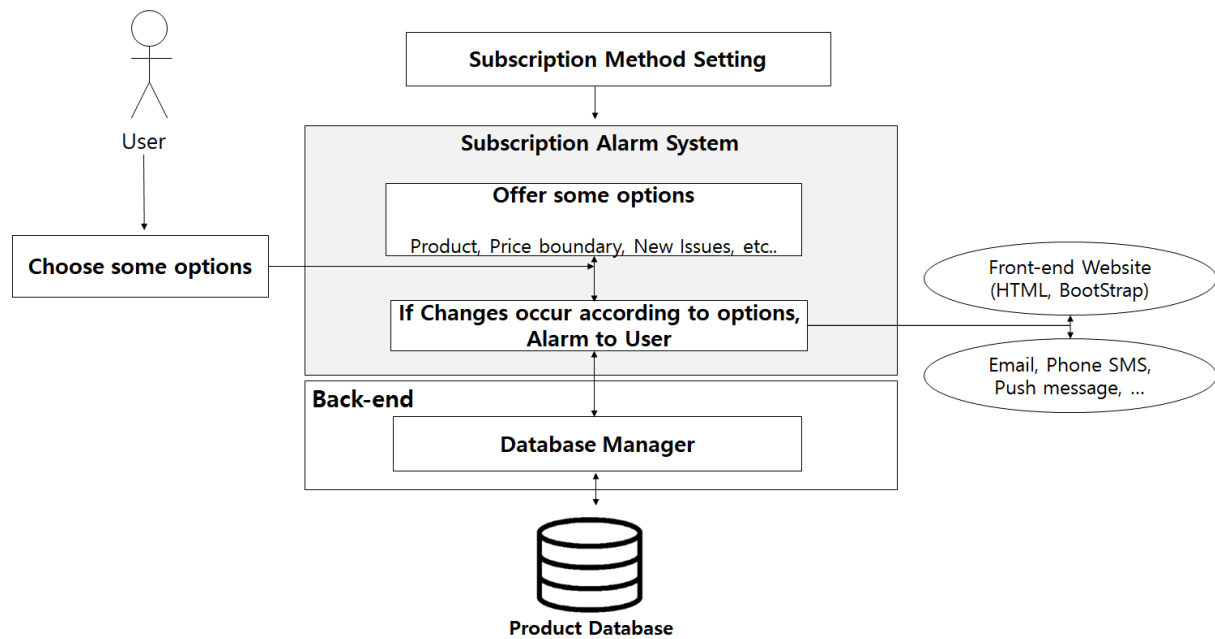 Subscription Method Setting
User
Subscription Alarm System
Offer some options
Product, Price boundary, New Issues, etc..
Choose some options
If Changes occur according to options,
Alarm to User
Front-end Website
(HTML, BootStrap)
Email, Phone SMS,
Push message, ...
Back-end
Database Manager
Product Database